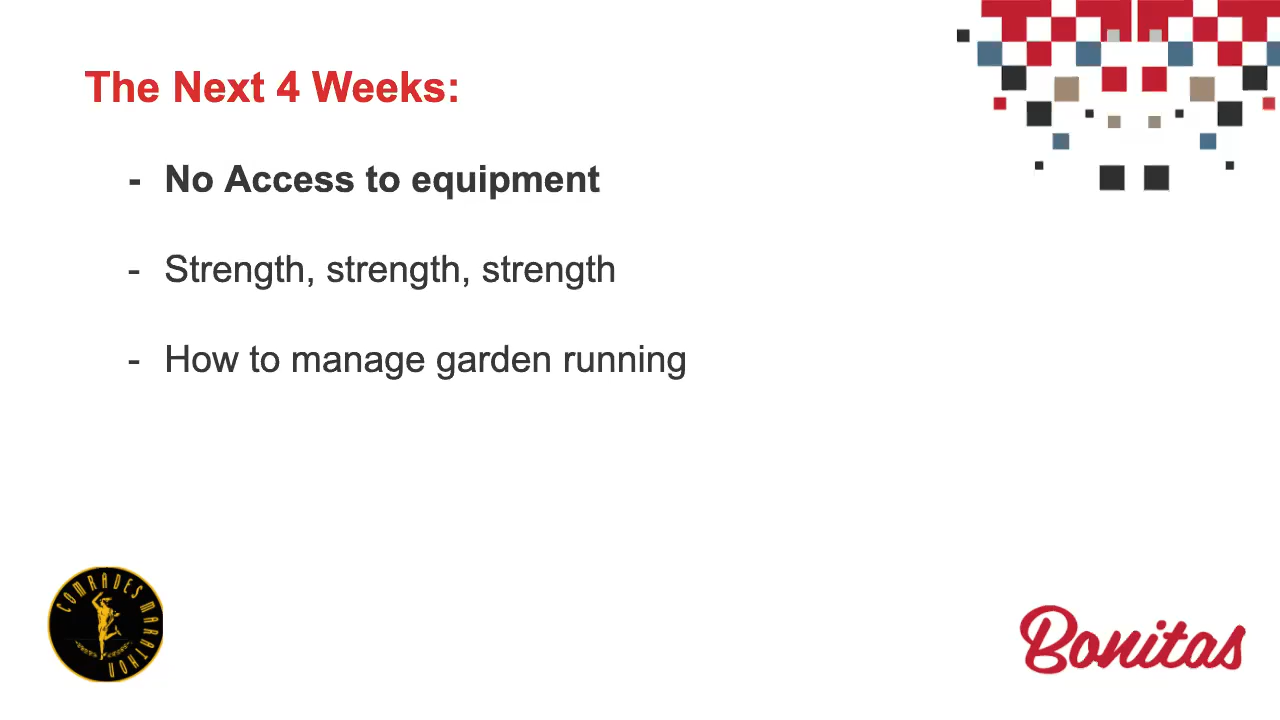 The Next 4 Weeks:
- No Access to equipment
- Strength, strength, strength
- How to manage garden running
COMRADES MARATHON
Bonitas